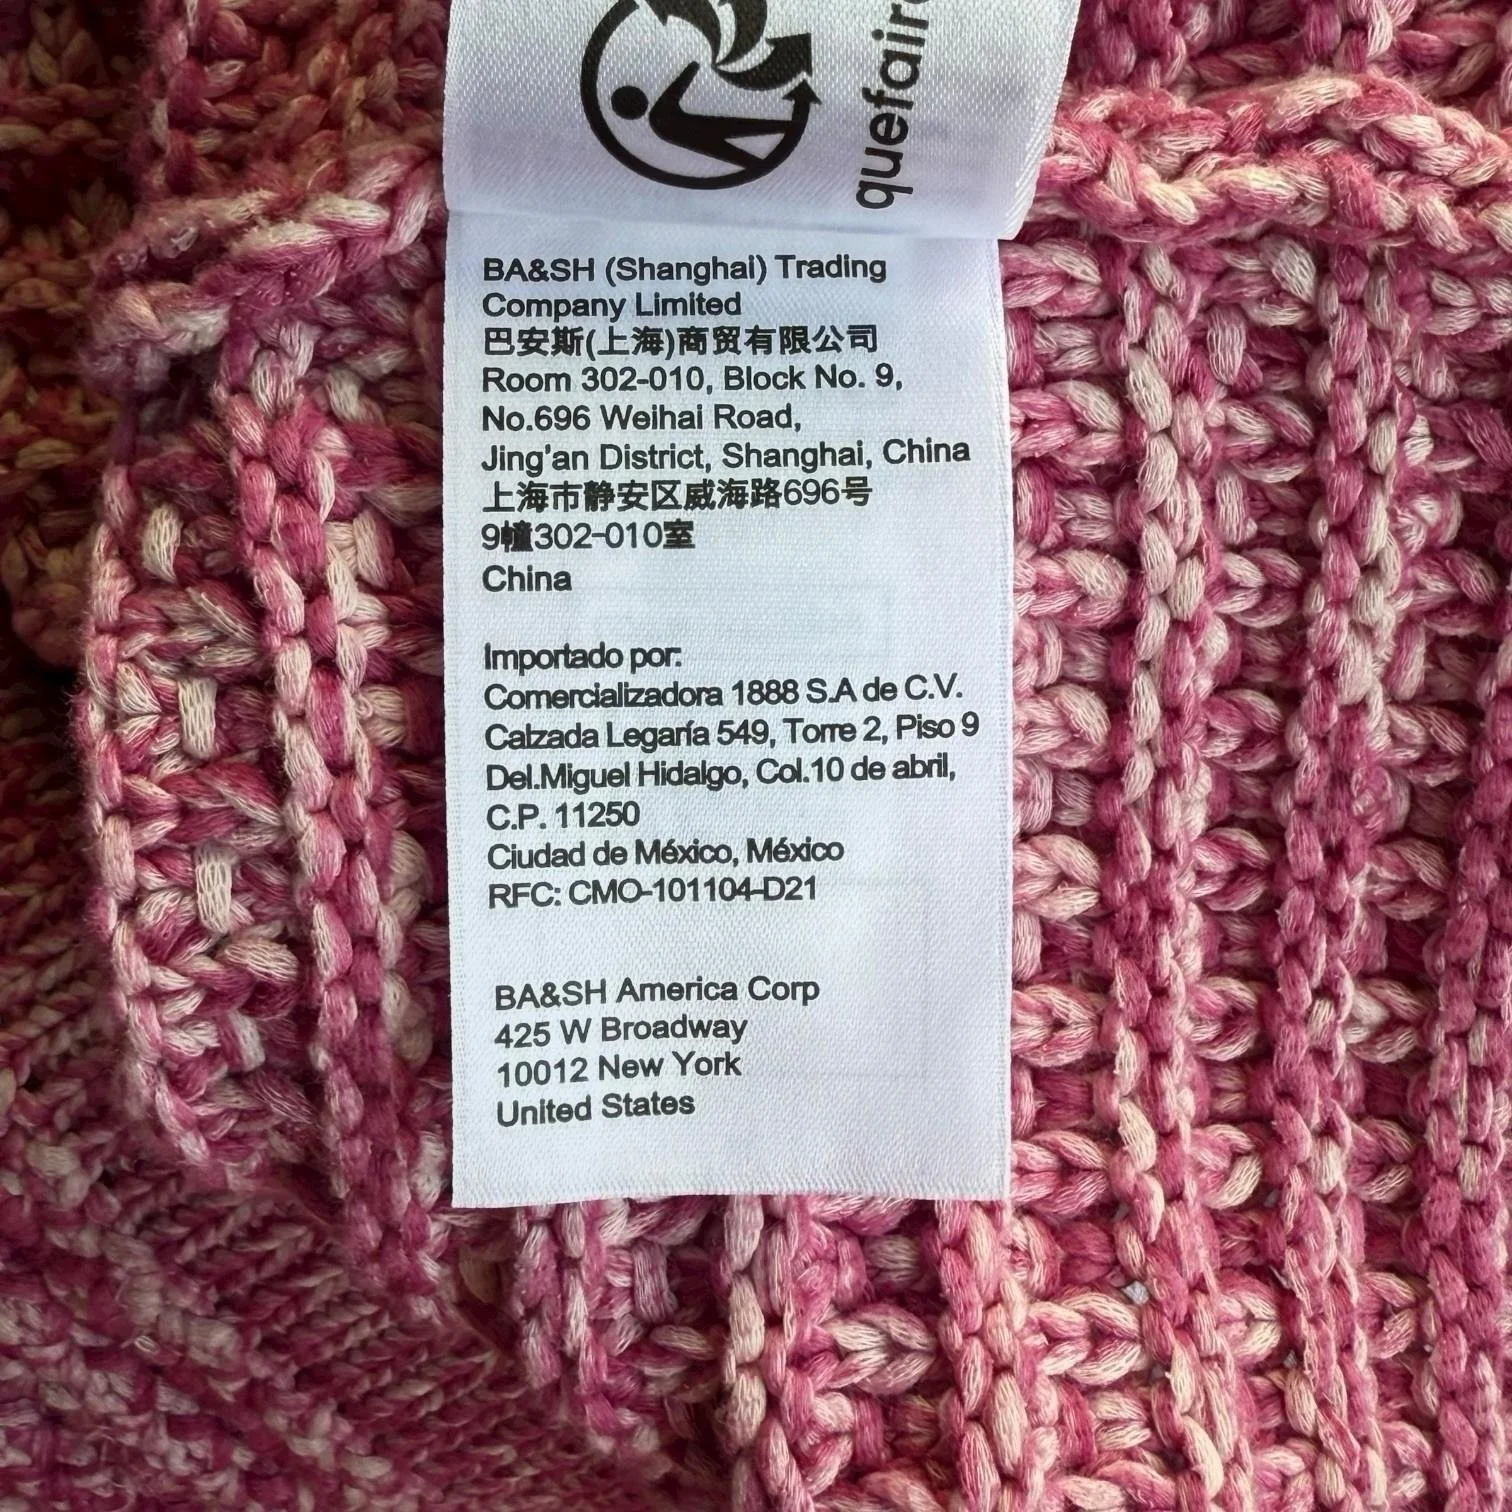 quefaire
BA&SH (Shanghai) Trading
Company Limited
巴安斯(上海)商贸有限公司
Room 302-010, Block No. 9,
No.696 Weihai Road,
Jing'an District, Shanghai, China
上海市静安区威海路696号
9幢302-010室
China
Importado por:
Comercializadora 1888 S.A de C.V.
Calzada Legaría 549, Torre 2, Piso 9
Del.Miguel Hidalgo, Col.10 de abril,
C.P. 11250
Ciudad de México, México
RFC: CMO-101104-D21
BA&SH America Corp
425 W Broadway
10012 New York
United States